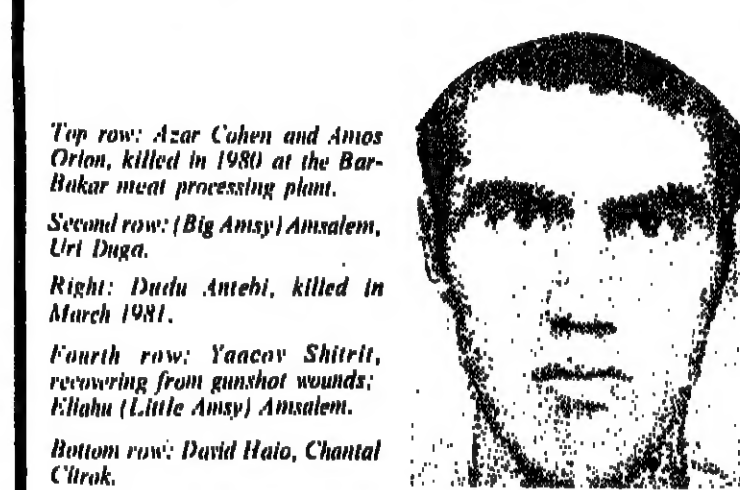 Top row: Azar Cohen and Amos
Orion, killed in 1980 at the Bar-
Bakar meat processing plant.
Second row: (Big Amsy) Amsalem,
Uri Duga.
Right: Dudu Antebi, killed in
March 1981.
Fourth row: Yaacov Shitrit,
recovering from gunshot wounds;
Eliahu (Little Amsy) Amsalem.
Bottom row: David Haio, Chantal
Citrok.